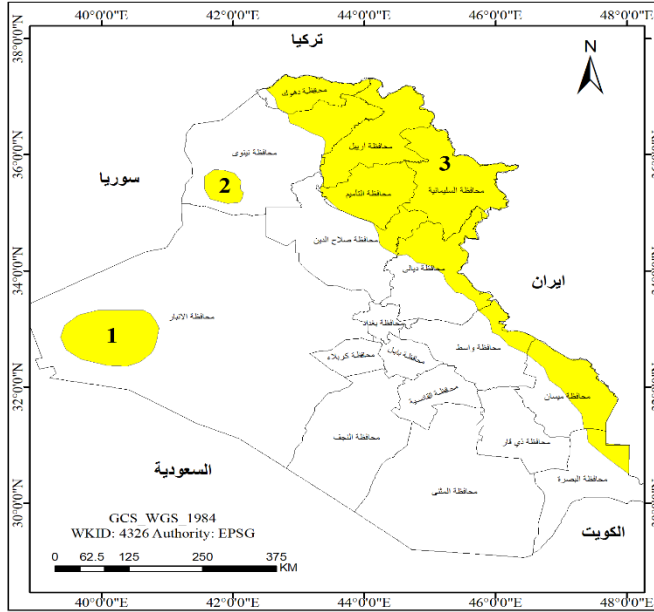 40°0'0"E 42°0'0"E 44°0'0"E 46°0'0"E 48°0'0"E
38°0'0"N
تركيا
N
محافظة دهوك
محافظة اربيل
36°0'0"N
محافظة نينوى
3
2
محافظة السليمانية
سوريا
محافظة التأميم
محافظة صلاح الدين
34°0'0"N
محافظة ديالى
ايران
محافظة الانبار
1
محافظة بغداد
محافظة واسط
محافظة بابل
محافظة كربلاء
32°0'0"N
محافظة القادسية
محافظة ميسان
محافظة النجف
محافظة ذي قار
السعودية
محافظة البصرة
محافظة المثنى
30°0'0"N
الكويت
GCS_WGS_1984
WKID: 4326 Authority: EPSG
0 62.5 125 250 375
KM
40°0'0"E 42°0'0"E 44°0'0"E 46°0'0"E 48°0'0"E